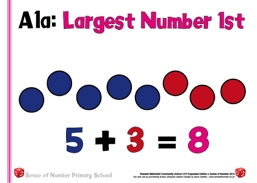 A1a: Largest Number 1st
5 + 3 = 8
Sense of Number Primary School